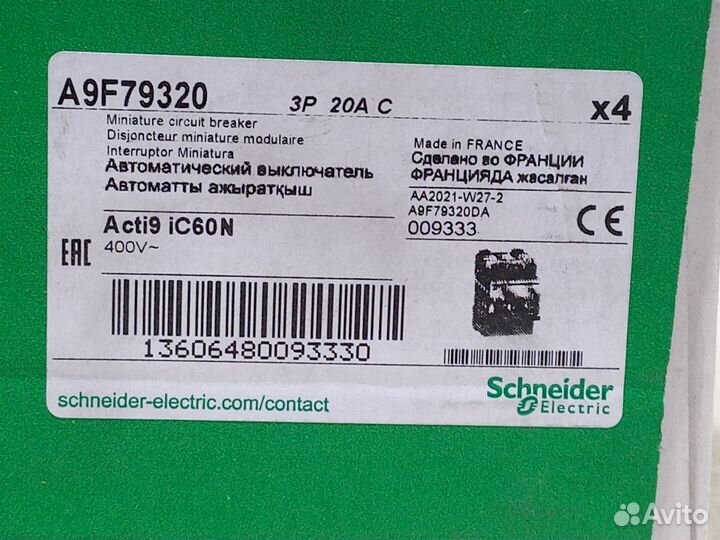 A9F79320 3P 20A C x4
Miniature circuit breaker
Disjoncteur miniature modulaire
Interruptor Miniatura
Автоматический выключатель
Автоматты ажыратқыш
Made in FRANCE
Сделано во ФРАНЦИИ
ФРАНЦИЯДА жасалған
AA2021-W27-2
A9F79320DA
009333
CE
Acti9 iC60N
400V~
EAC
13606480093330
schneider-electric.com/contact
Schneider
Electric
Avito